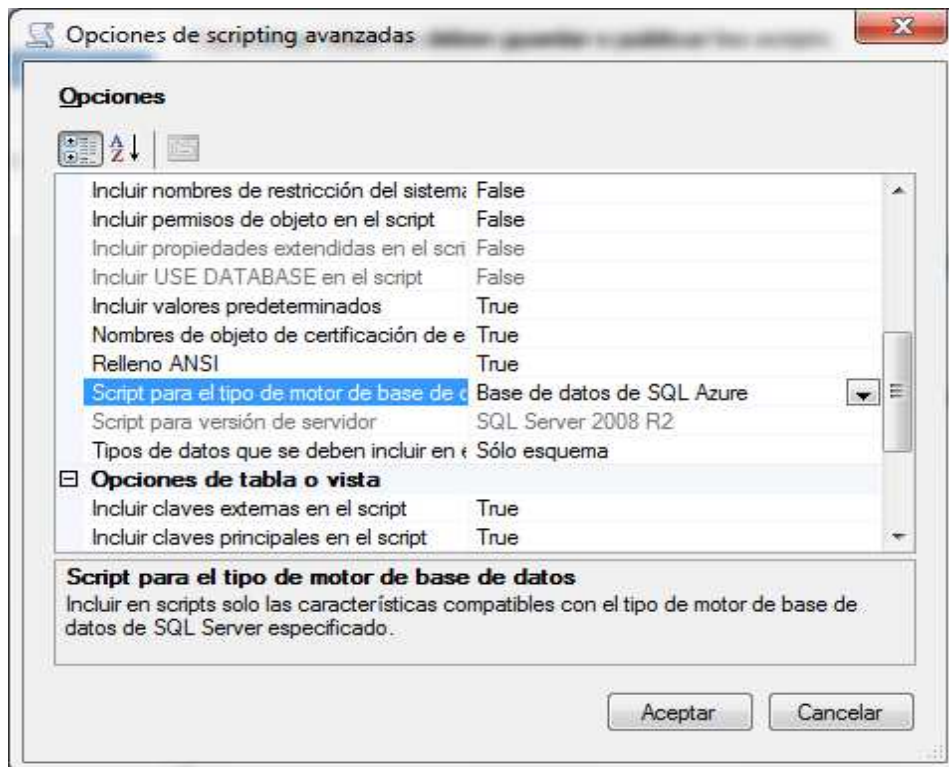 Opciones de scripting avanzadas
Opciones
Incluir nombres de restricción del sistema False
Incluir permisos de objeto en el script False
Incluir propiedades extendidas en el scri False
Incluir USE DATABASE en el script False
Incluir valores predeterminados True
Nombres de objeto de certificación de e True
Relleno ANSI True
Script para el tipo de motor de base de d Base de datos de SQL Azure
Script para versión de servidor SQL Server 2008 R2
Tipos de datos que se deben incluir en e Sólo esquema
Opciones de tabla o vista
Incluir claves externas en el script True
Incluir claves principales en el script True
Script para el tipo de motor de base de datos
Incluir en scripts solo las características compatibles con el tipo de motor de base de
datos de SQL Server especificado.
Aceptar Cancelar